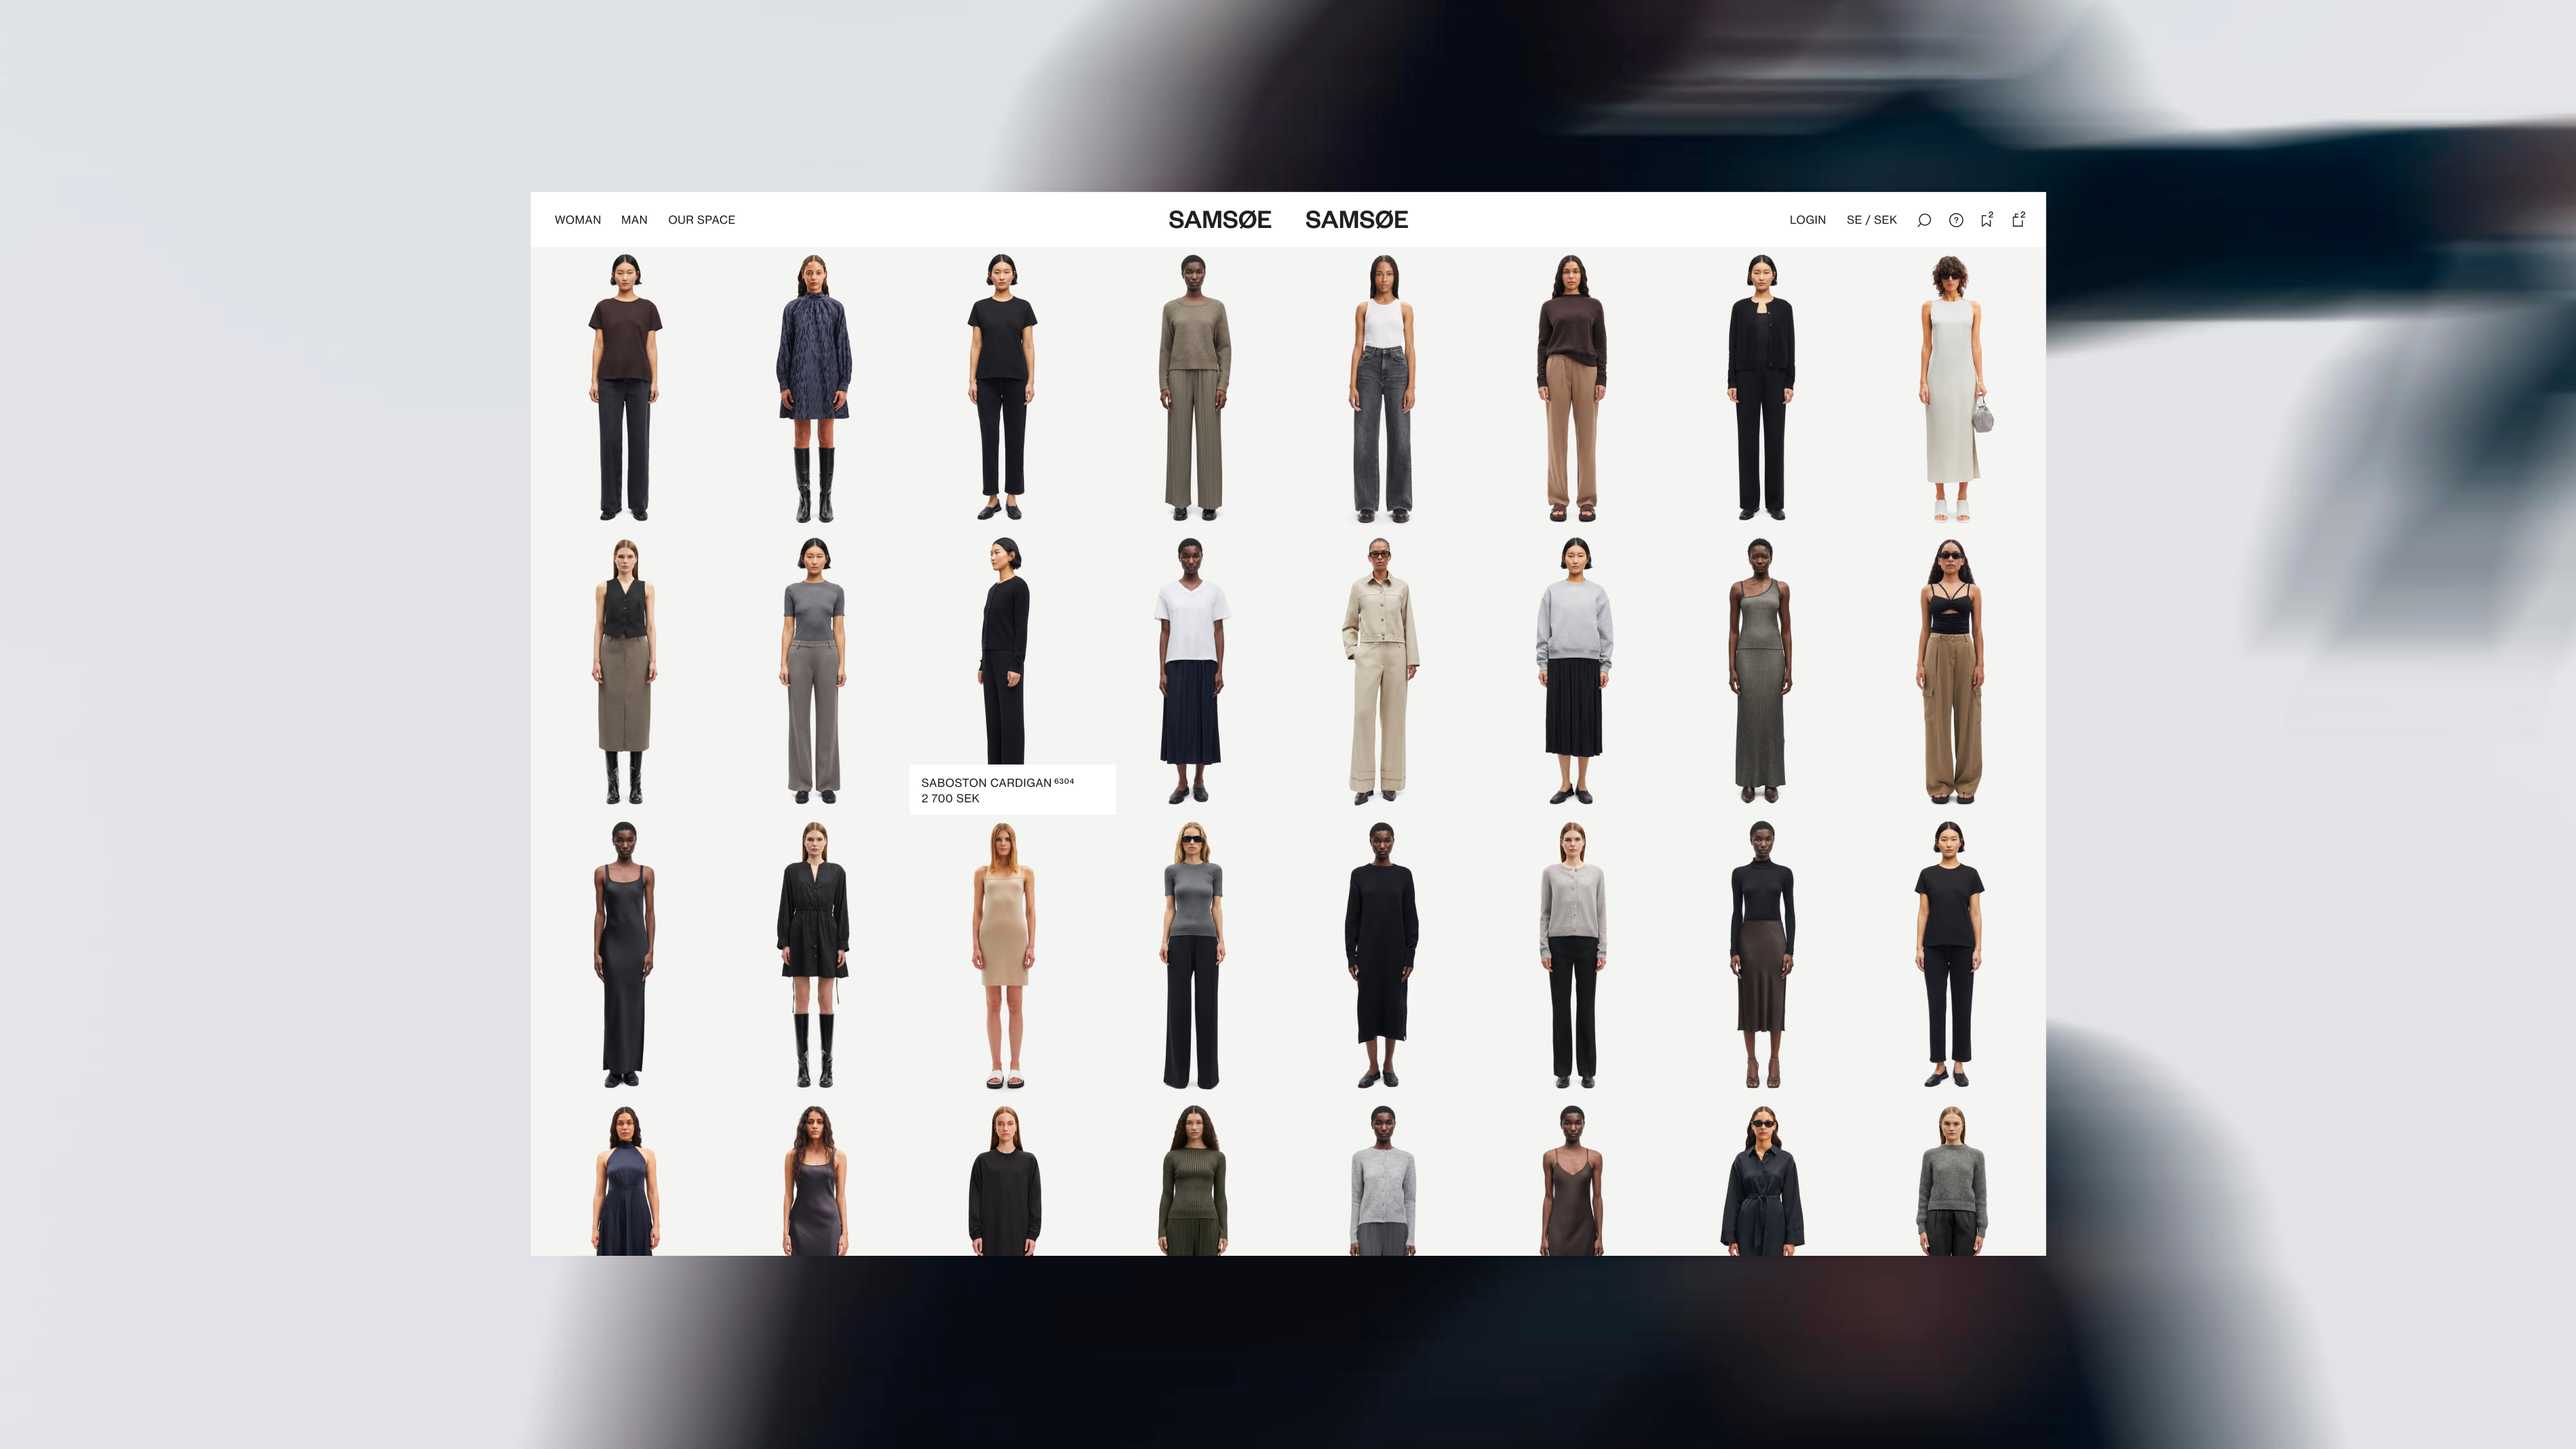 WOMAN MAN OUR SPACE SAMSØE SAMSØE LOGIN SE / SEK ? 2 2
SABOSTON CARDIGAN 6304
2 700 SEK